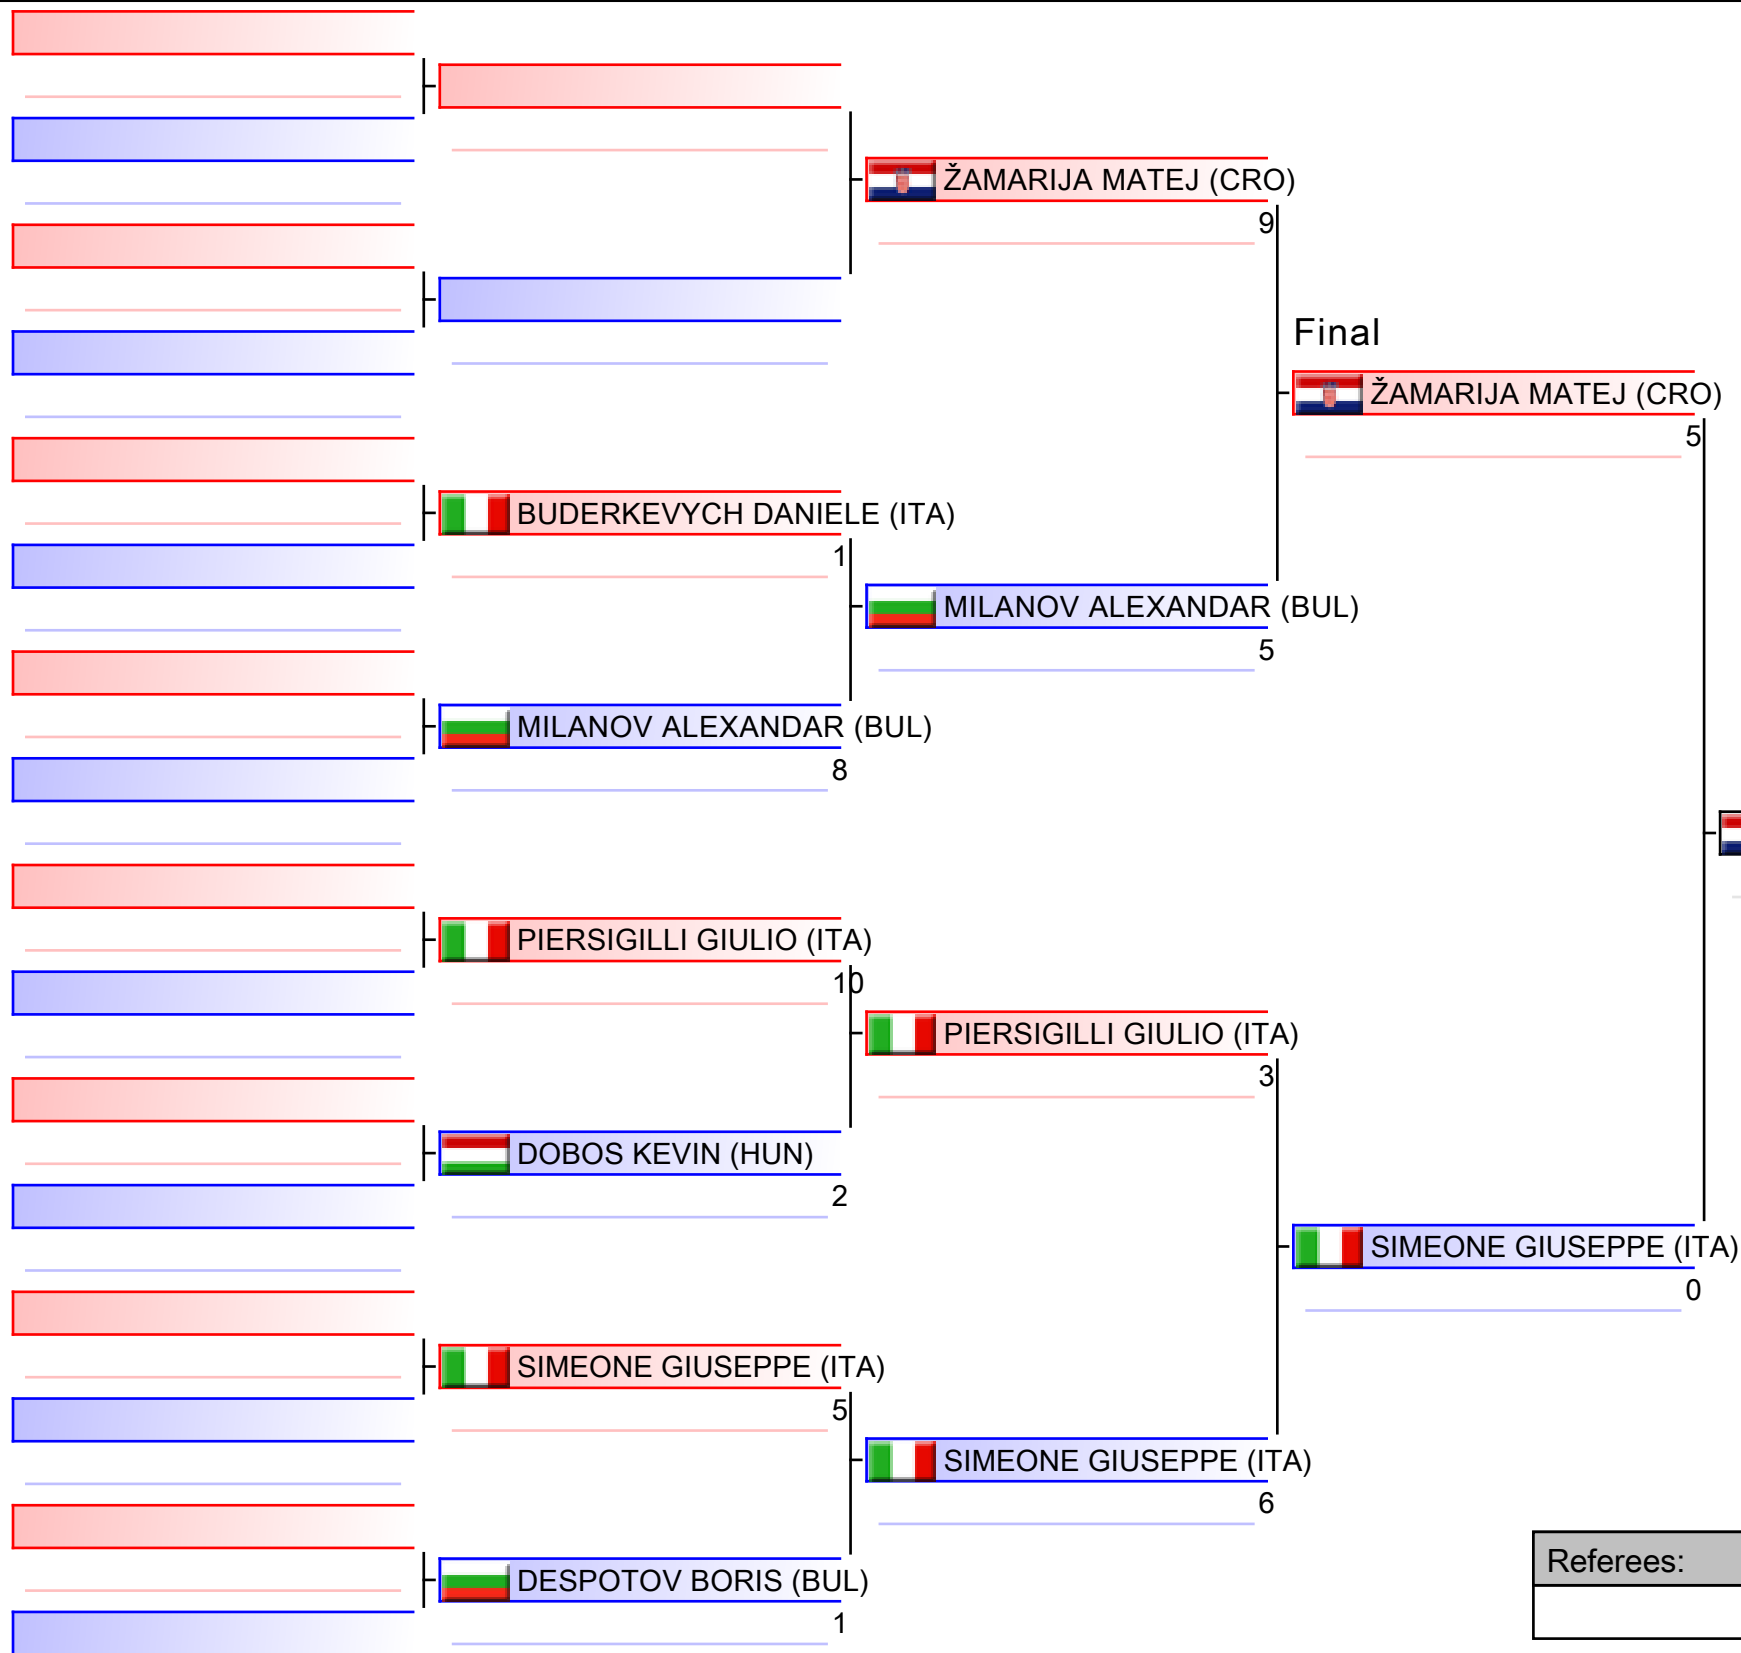 ŽAMARIJA MATEJ (CRO)
9
Final
ŽAMARIJA MATEJ (CRO)
5
BUDERKEVYCH DANIELE (ITA)
1
MILANOV ALEXANDAR (BUL)
5
MILANOV ALEXANDAR (BUL)
8
PIERSIGILLI GIULIO (ITA)
10
PIERSIGILLI GIULIO (ITA)
3
DOBOS KEVIN (HUN)
2
SIMEONE GIUSEPPE (ITA)
0
SIMEONE GIUSEPPE (ITA)
5
SIMEONE GIUSEPPE (ITA)
6
Referees:
DESPOTOV BORIS (BUL)
1